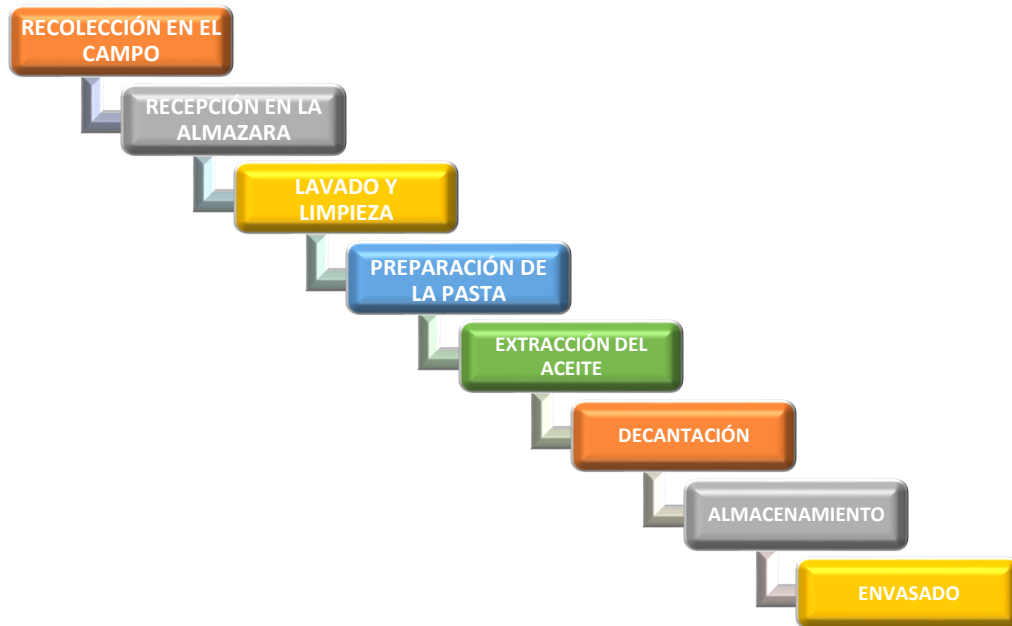 RECOLECCIÓN EN EL
CAMPO
RECEPCIÓN EN LA
ALMAZARA
LAVADO Y
LIMPIEZA
PREPARACIÓN DE
LA PASTA
EXTRACCIÓN DEL
ACEITE
DECANTACIÓN
ALMACENAMIENTO
ENVASADO